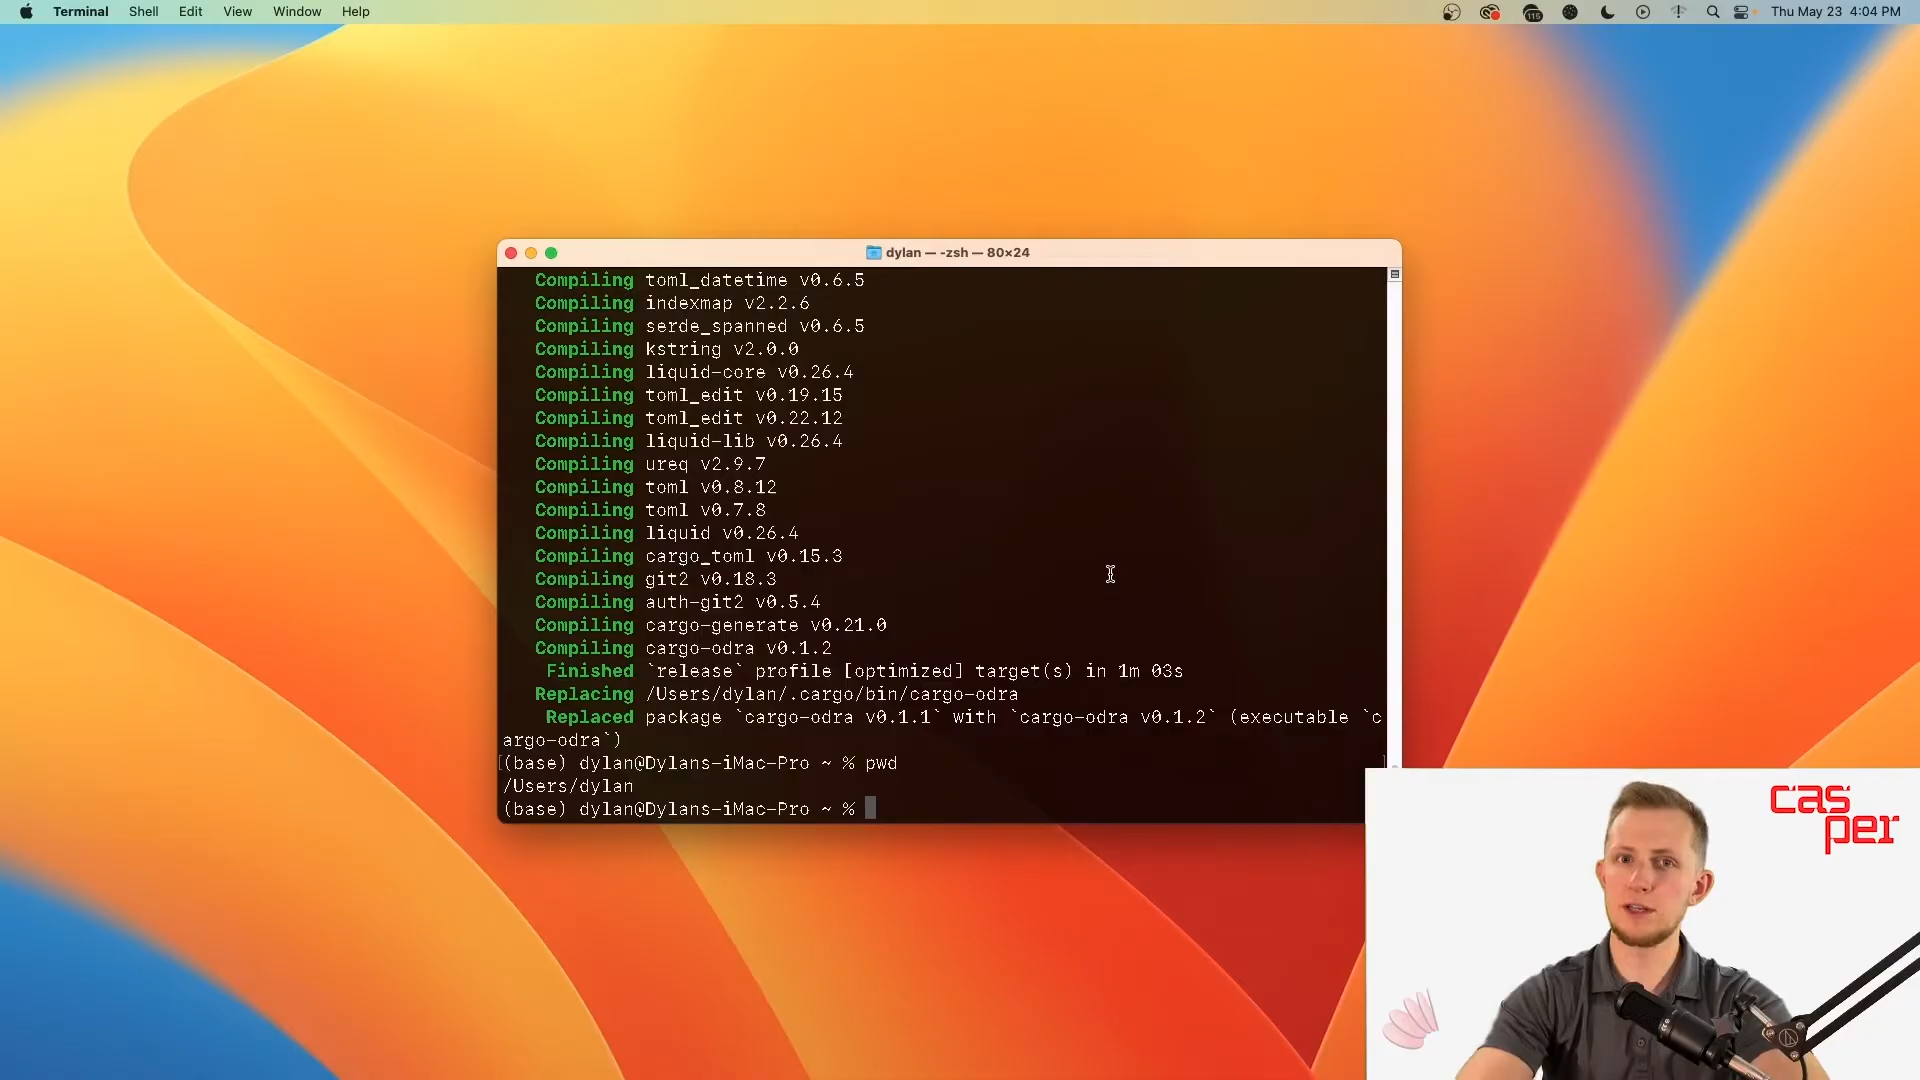 Terminal Shell Edit View Window Help
115
Thu May 23 4:04 PM
dylan — -zsh — 80×24
Compiling toml_datetime v0.6.5
Compiling indexmap v2.2.6
Compiling serde_spanned v0.6.5
Compiling kstring v2.0.0
Compiling liquid-core v0.26.4
Compiling toml_edit v0.19.15
Compiling toml_edit v0.22.12
Compiling liquid-lib v0.26.4
Compiling ureq v2.9.7
Compiling toml v0.8.12
Compiling toml v0.7.8
Compiling liquid v0.26.4
Compiling cargo_toml v0.15.3
Compiling git2 v0.18.3
Compiling auth-git2 v0.5.4
Compiling cargo-generate v0.21.0
Compiling cargo-odra v0.1.2
Finished `release` profile [optimized] target(s) in 1m 03s
Replacing /Users/dylan/.cargo/bin/cargo-odra
Replaced package `cargo-odra v0.1.1` with `cargo-odra v0.1.2` (executable `c
argo-odra`)
[(base) dylan@Dylans-iMac-Pro ~ % pwd ]
/Users/dylan
(base) dylan@Dylans-iMac-Pro ~ %
cas
per